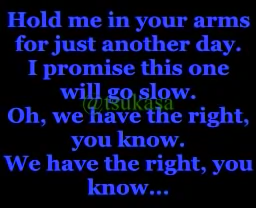 Hold me in your arms
for just another day.
I promise this one
will go slow.
@tsukasa
Oh, we have the right,
you know.
We have the right, you
know...